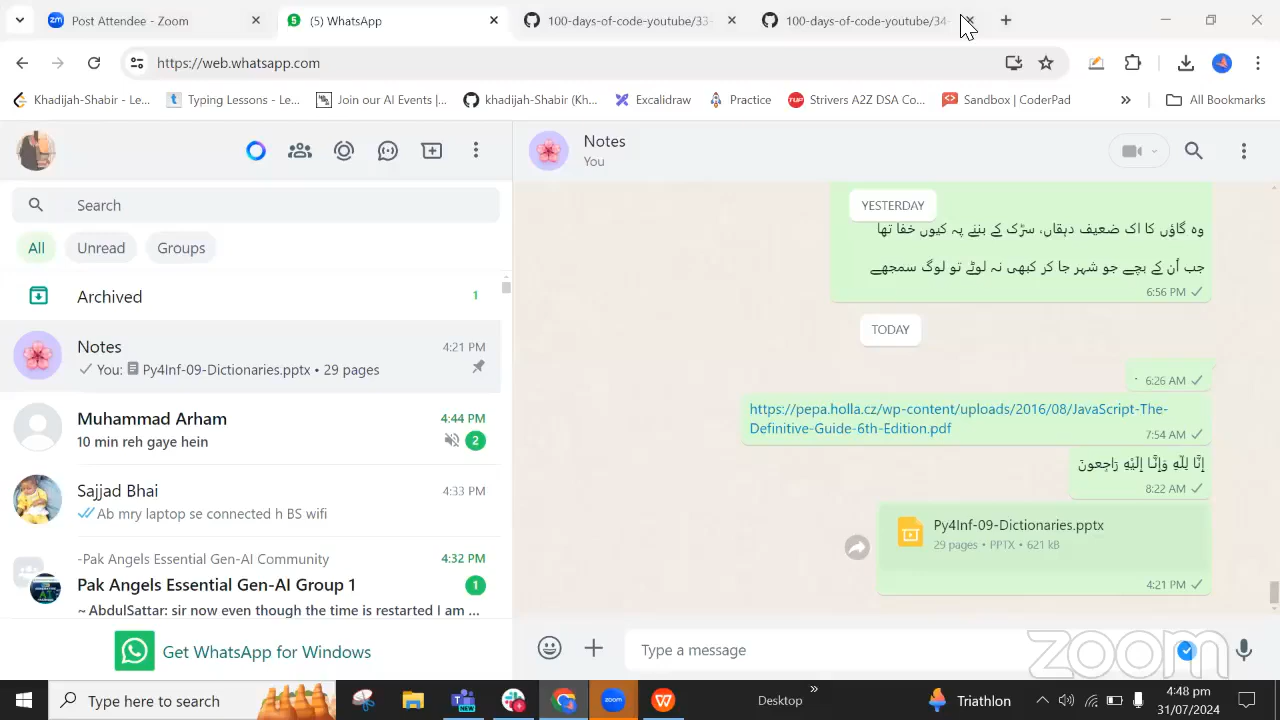 Post Attendee - Zoom
(5) WhatsApp
100-days-of-code-youtube/33-
100-days-of-code-youtube/34-
https://web.whatsapp.com
Khadijah-Shabir - Le...
Typing Lessons - Le...
Join our AI Events |...
khadijah-Shabir (Kh...
Excalidraw
Practice
Strivers A2Z DSA Co...
Sandbox | CoderPad
All Bookmarks
Notes
You
Search
All
Unread
Groups
Archived
1
Notes
4:21 PM
You: Py4Inf-09-Dictionaries.pptx • 29 pages
Muhammad Arham
4:44 PM
10 min reh gaye hein
2
Sajjad Bhai
4:33 PM
Ab mry laptop se connected h BS wifi
-Pak Angels Essential Gen-AI Community
4:32 PM
Pak Angels Essential Gen-AI Group 1
1
~ AbdulSattar: sir now even though the time is restarted I am ...
Get WhatsApp for Windows
YESTERDAY
وہ گاؤں کا اک ضعیف دہقاں، سڑک کے بننے پہ کیوں خفا تھا
جب اُن کے بچے جو شہر جا کر کبھی نہ لوٹے تو لوگ سمجھے
6:56 PM
TODAY
.
6:26 AM
https://pepa.holla.cz/wp-content/uploads/2016/08/JavaScript-The-
Definitive-Guide-6th-Edition.pdf
7:54 AM
إِنَّا لِلَّٰهِ وَإِنَّا إِلَيْهِ رَاجِعونَ
8:22 AM
Py4Inf-09-Dictionaries.pptx
29 pages • PPTX • 621 kB
4:21 PM
Type a message
zoom
Type here to search
NEW
zoom
Desktop
Triathlon
4:48 pm
31/07/2024